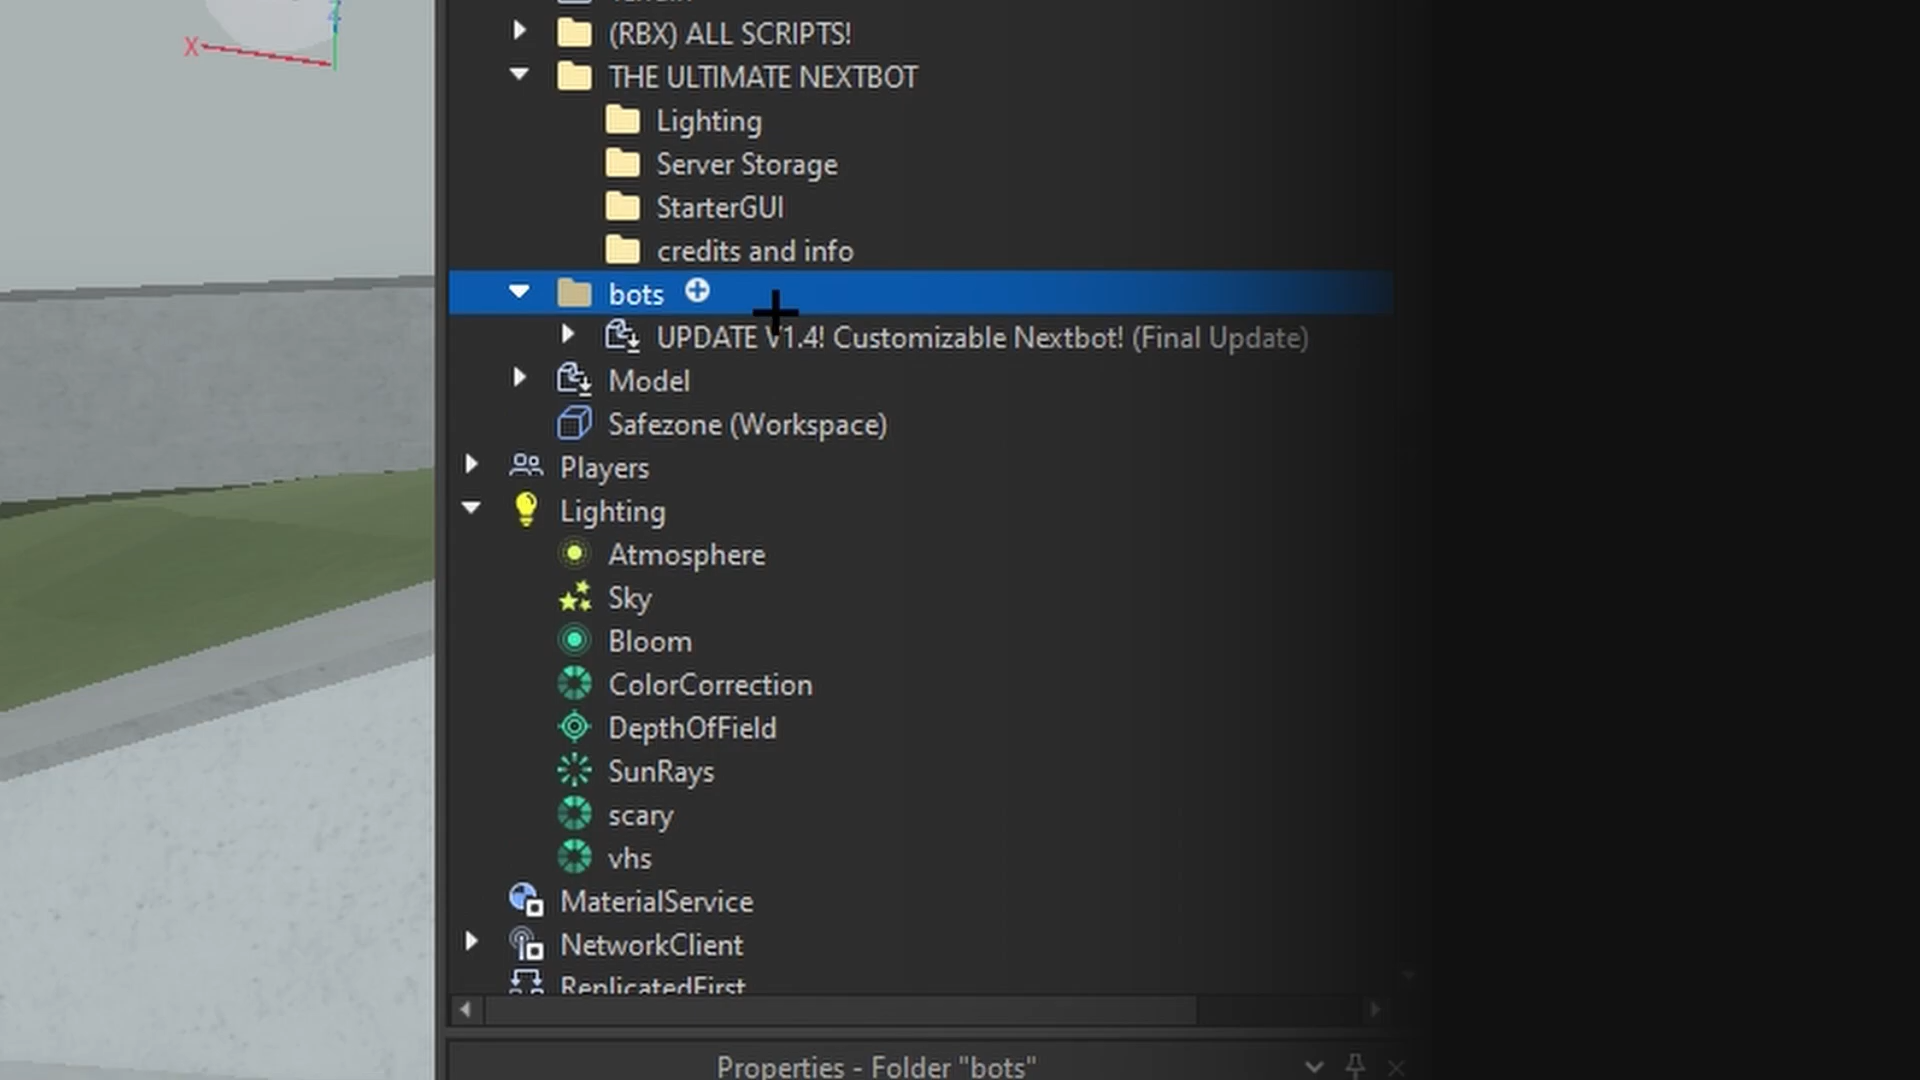 Z
X
(RBX) ALL SCRIPTS!
THE ULTIMATE NEXTBOT
Lighting
Server Storage
StarterGUI
credits and info
bots
UPDATE V1.4! Customizable Nextbot! (Final Update)
Model
Safezone (Workspace)
Players
Lighting
Atmosphere
Sky
Bloom
ColorCorrection
DepthOfField
SunRays
scary
vhs
MaterialService
NetworkClient
ReplicatedFirst
Properties - Folder "bots"